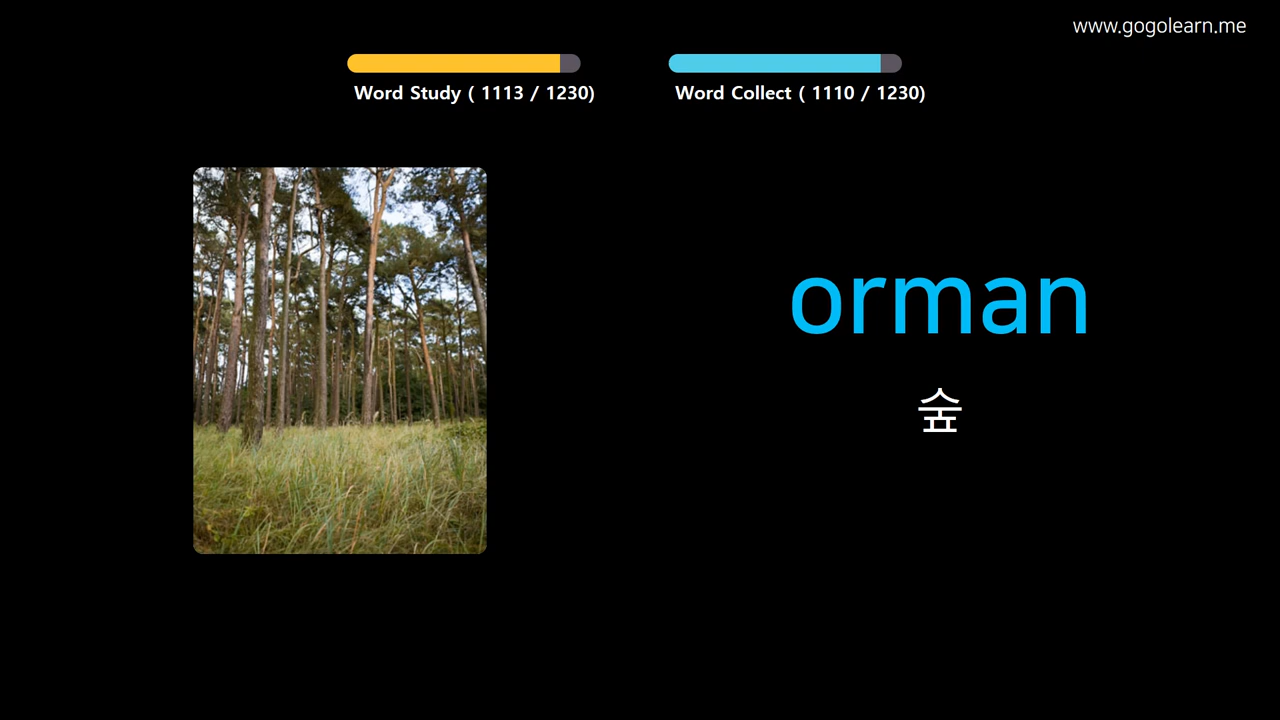 www.gogolearn.me
Word Study ( 1113 / 1230)
Word Collect ( 1110 / 1230)
orman
숲